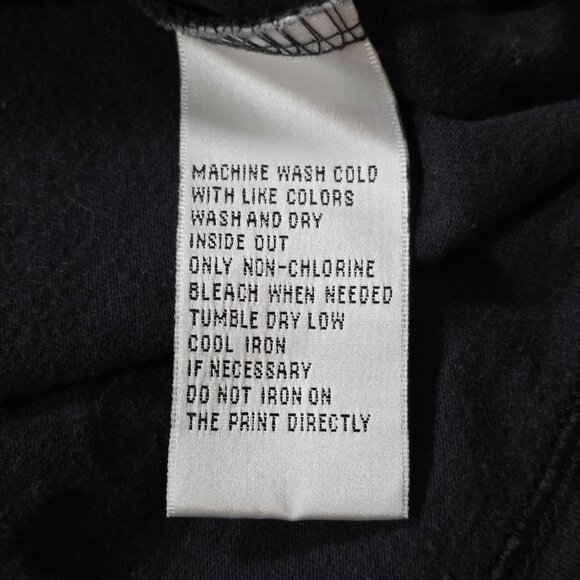 MACHINE WASH COLD
WITH LIKE COLORS
WASH AND DRY
INSIDE OUT
ONLY NON-CHLORINE
BLEACH WHEN NEEDED
TUMBLE DRY LOW
COOL IRON
IF NECESSARY
DO NOT IRON ON
THE PRINT DIRECTLY